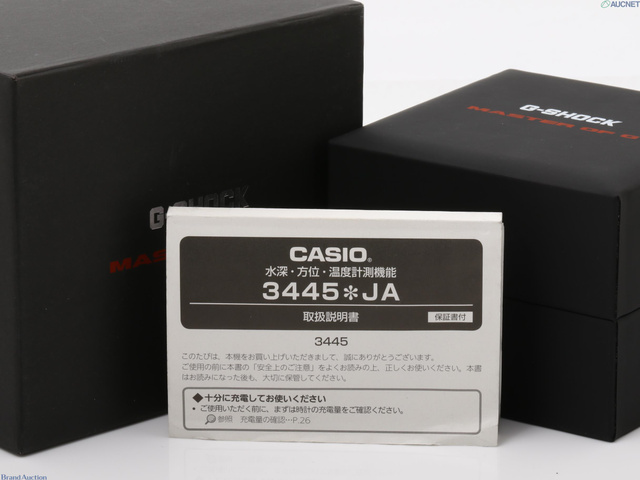 AUCNET
G-SHOCK
MASTER OF G
G-SHOCK
MAS
CASIO®
水深・方位・温度計測機能
3445＊JA
取扱説明書
保証書付
3445
このたびは、本機をお買い上げいただきまして、誠にありがとうございます。
ご使用の前に本書の「安全上のご注意」をよくお読みの上、正しくお使いください。本書
はお読みになった後も、大切に保管してください。
◆十分に充電してお使いください
• ご使用いただく前に、まずは時計の充電量をご確認ください。
参照 充電量の確認…P.26
Brand Auction